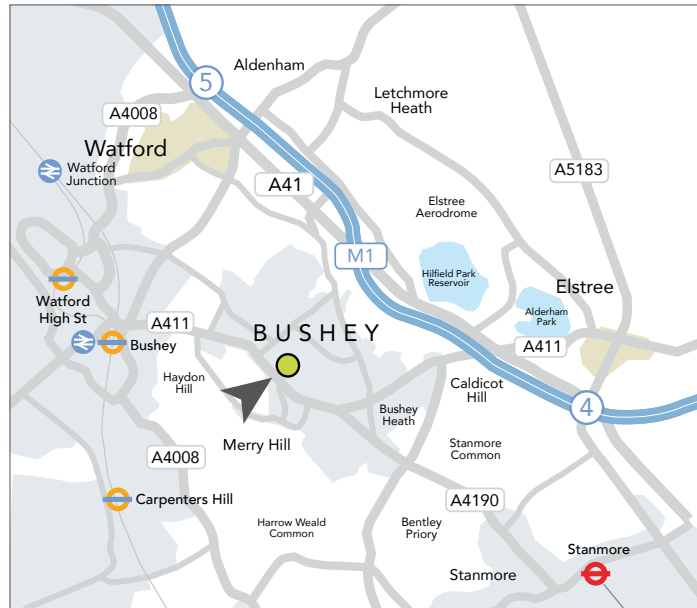 Aldenham
5
Letchmore
Heath
A4008
Watford
Watford
Junction
A5183
A41
Elstree
Aerodrome
M1
Hilfield Park
Reservoir
Elstree
Watford
High St
Alderham
Park
A411
BUSHEY
Bushey
A411
Haydon
Hill
Caldicot
Hill
4
Bushey
Heath
Merry Hill
Stanmore
Common
A4008
A4190
Carpenters Hill
Harrow Weald
Common
Bentley
Priory
Stanmore
Stanmore